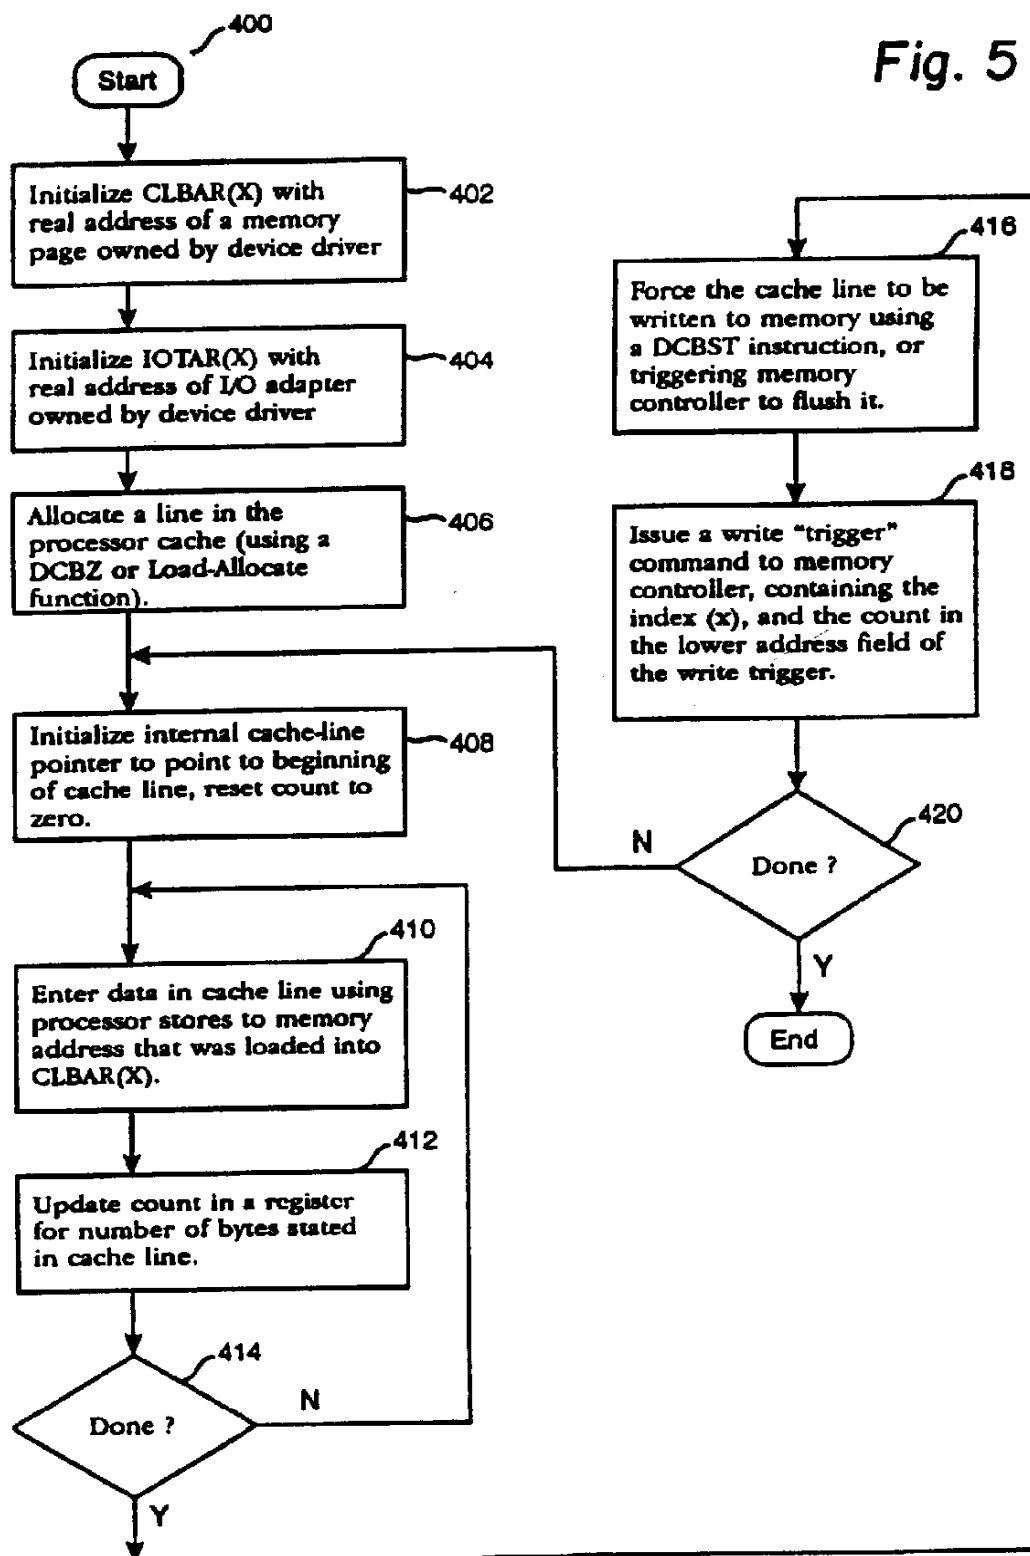 400
Fig. 5
Start
Initialize CLBAR(X) with
real address of a memory
page owned by device driver
402
Initialize IOTAR(X) with
real address of I/O adapter
owned by device driver
404
Allocate a line in the
processor cache (using a
DCBZ or Load-Allocate
function).
406
Initialize internal cache-line
pointer to point to beginning
of cache line, reset count to
zero.
408
410
Enter data in cache line using
processor stores to memory
address that was loaded into
CLBAR(X).
412
Update count in a register
for number of bytes stated
in cache line.
414
Done ?
N
Y
416
Force the cache line to be
written to memory using
a DCBST instruction, or
triggering memory
controller to flush it.
418
Issue a write “trigger”
command to memory
controller, containing the
index (x), and the count in
the lower address field of
the write trigger.
420
Done ?
N
Y
End